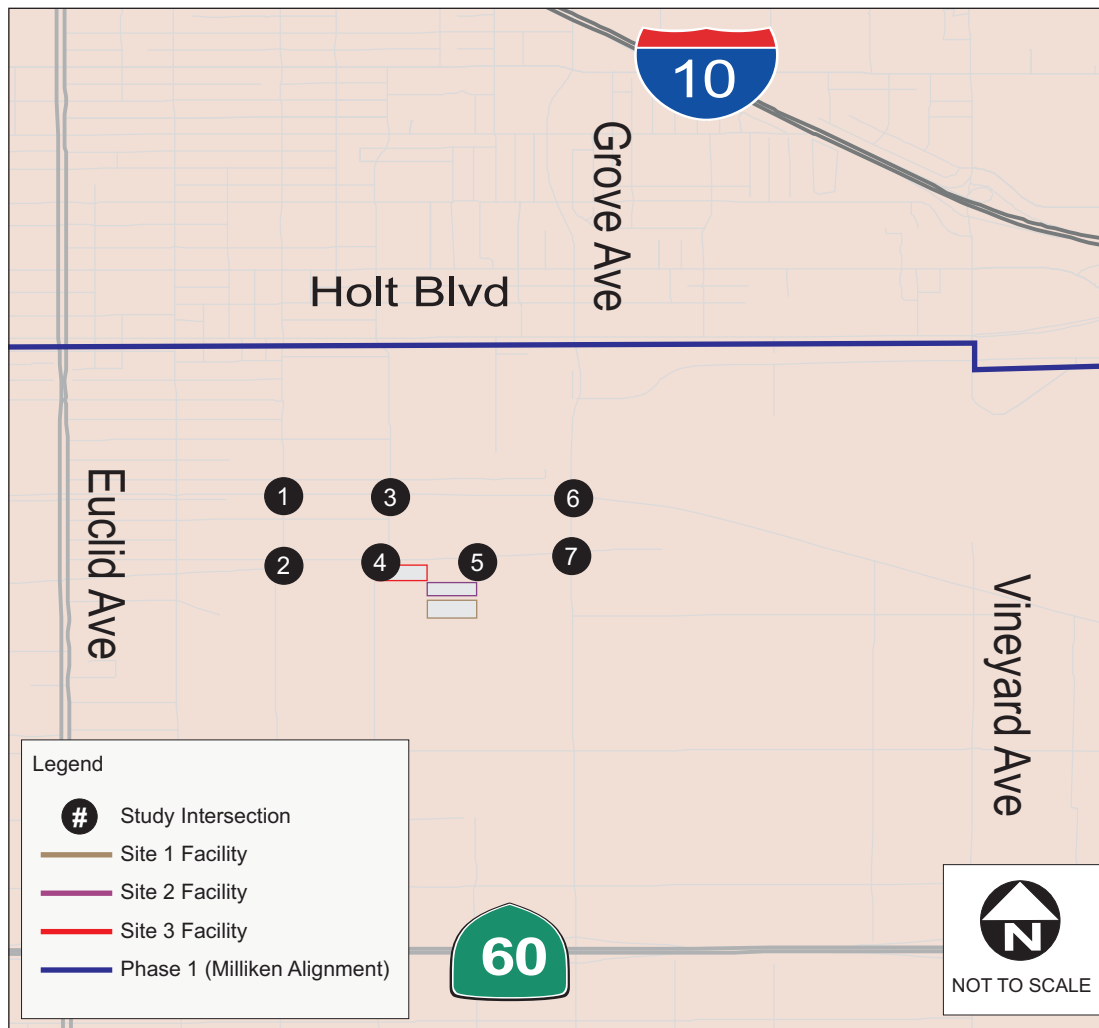 10
Grove Ave
Holt Blvd
Euclid Ave
1
3
6
2
4
5
7
Vineyard Ave
Legend
# Study Intersection
Site 1 Facility
Site 2 Facility
Site 3 Facility
Phase 1 (Milliken Alignment)
60
N
NOT TO SCALE